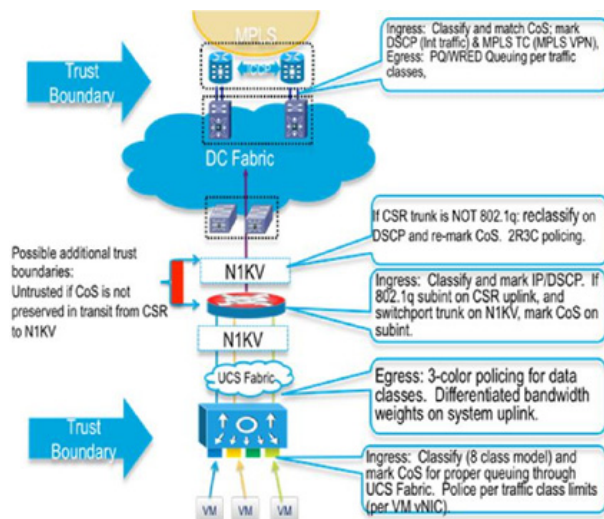 MPLS
ICCP
Trust
Boundary
Ingress: Classify and match CoS; mark
DSCP (Int traffic) & MPLS TC (MPLS VPN),
Egress: PQ/WRED Queuing per traffic
classes,
DC Fabric
If CSR trunk is NOT 802.1q: reclassify on
DSCP and re-mark CoS. 2R3C policing.
Possible additional trust
boundaries:
Untrusted if CoS is not
preserved in transit from CSR
to N1KV
N1KV
Ingress: Classify and mark IP/DSCP. If
802.1q subint on CSR uplink, and
switchport trunk on N1KV, mark CoS on
subint.
N1KV
UCS Fabric
Egress: 3-color policing for data
classes. Differentiated bandwidth
weights on system uplink.
Trust
Boundary
Ingress: Classify (8 class model) and
mark CoS for proper queuing through
UCS Fabric. Police per traffic class limits
(per VM vNIC).
VM
VM
VM